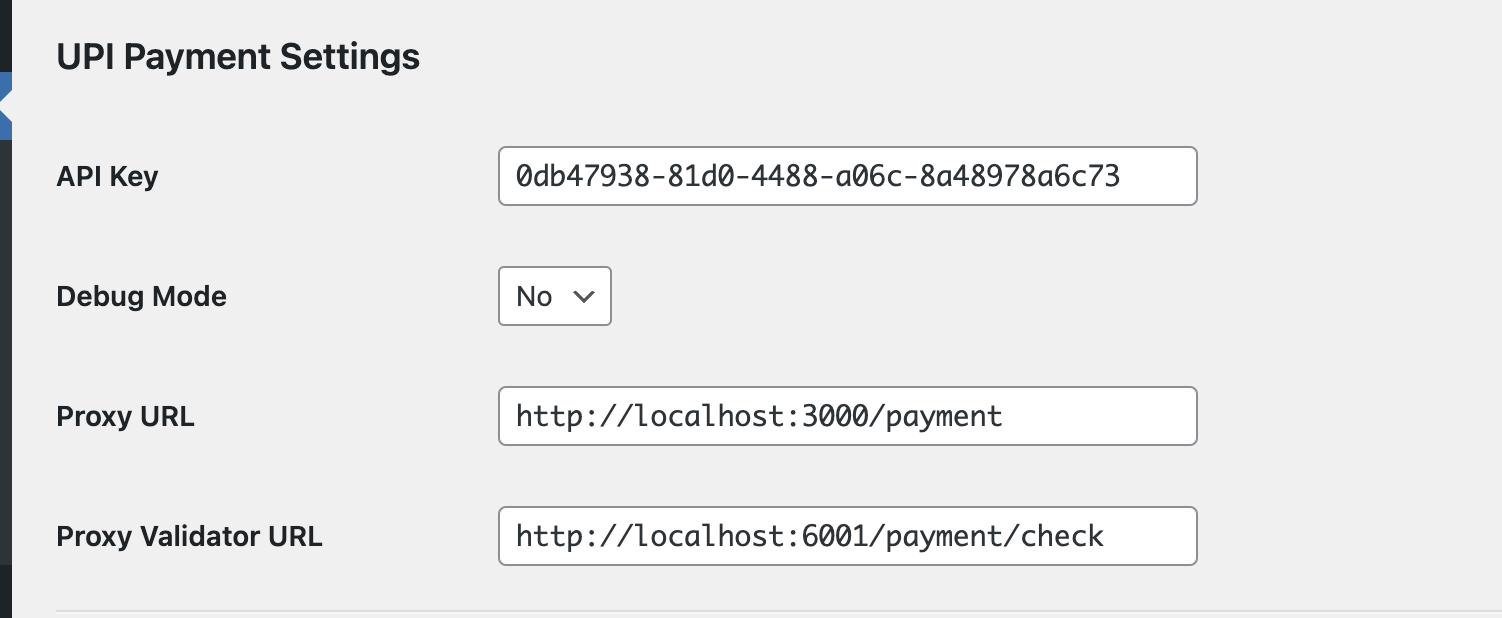 UPI Payment Settings
API Key
0db47938-81d0-4488-a06c-8a48978a6c73
Debug Mode
No
Proxy URL
http://localhost:3000/payment
Proxy Validator URL
http://localhost:6001/payment/check